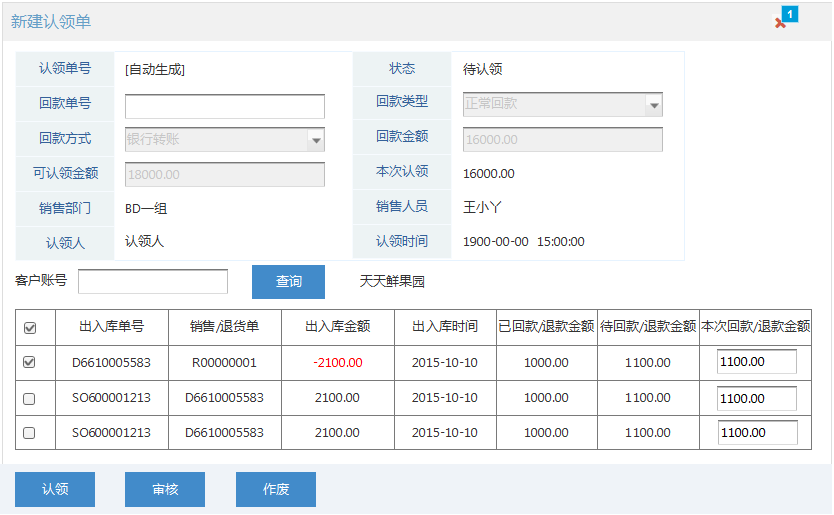 新建认领单
1
认领单号 [自动生成] 状态 待认领
回款单号 回款类型 正常回款
回款方式 银行转账 回款金额 16000.00
可认领金额 18000.00 本次认领 16000.00
销售部门 BD一组 销售人员 王小丫
认领人 认领人 认领时间 1900-00-00 15:00:00
客户账号 查询 天天鲜果园
出入库单号 销售/退货单 出入库金额 出入库时间 已回款/退款金额 待回款/退款金额 本次回款/退款金额
D6610005583 R00000001 -2100.00 2015-10-10 1000.00 1100.00 1100.00
SO600001213 D6610005583 2100.00 2015-10-10 1000.00 1100.00 1100.00
SO600001213 D6610005583 2100.00 2015-10-10 1000.00 1100.00 1100.00
认领 审核 作废